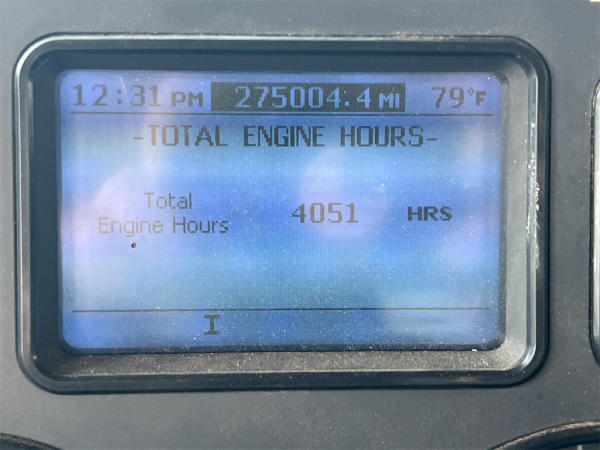 12:31 PM 275004.4 MI 79°F
-TOTAL ENGINE HOURS-
Total
Engine Hours 4051 HRS
I